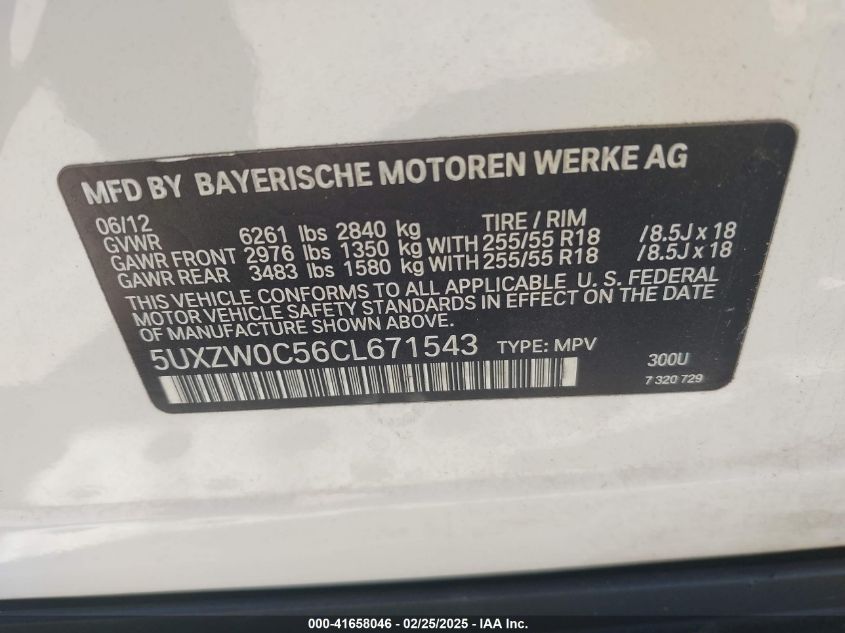 MFD BY BAYERISCHE MOTOREN WERKE AG
06/12 TIRE / RIM
GVWR 6261 lbs 2840 kg
GAWR FRONT 2976 lbs 1350 kg WITH 255/55 R18 /8.5J x 18
GAWR REAR 3483 lbs 1580 kg WITH 255/55 R18 /8.5J x 18
THIS VEHICLE CONFORMS TO ALL APPLICABLE U. S. FEDERAL
MOTOR VEHICLE SAFETY STANDARDS IN EFFECT ON THE DATE
OF MANUFACTURE SHOWN ABOVE.
5UXZW0C56CL671543 TYPE: MPV 300U
7 320 729
000-41658046 - 02/25/2025 - IAA Inc.